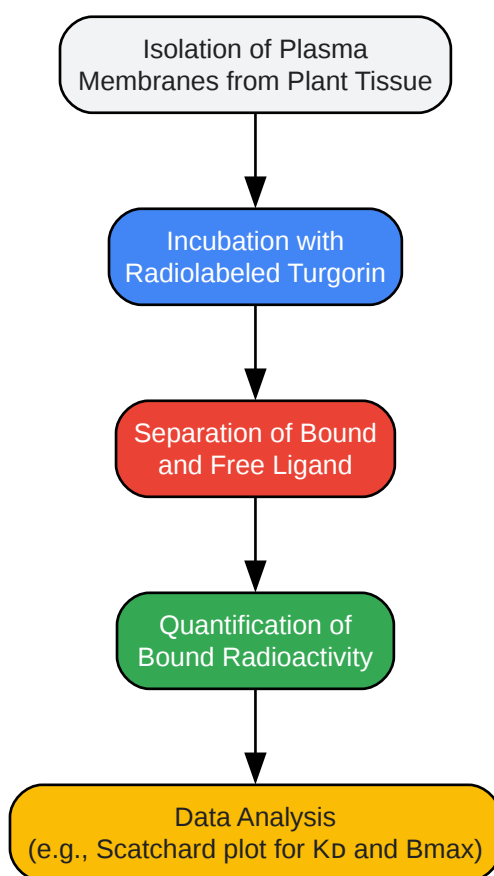 Isolation of Plasma
Membranes from Plant Tissue
Incubation with
Radiolabeled Turgorin
Separation of Bound
and Free Ligand
Quantification of
Bound Radioactivity
Data Analysis
(e.g., Scatchard plot for Kᴅ and Bmax)